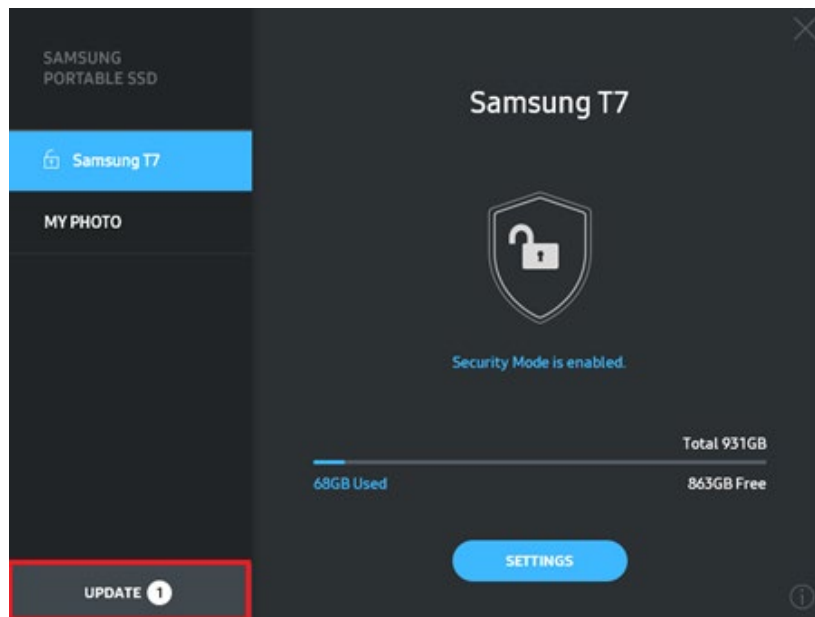 SAMSUNG
PORTABLE SSD
Samsung T7
MY PHOTO
UPDATE 1
Samsung T7
Security Mode is enabled.
Total 931GB
68GB Used
863GB Free
SETTINGS